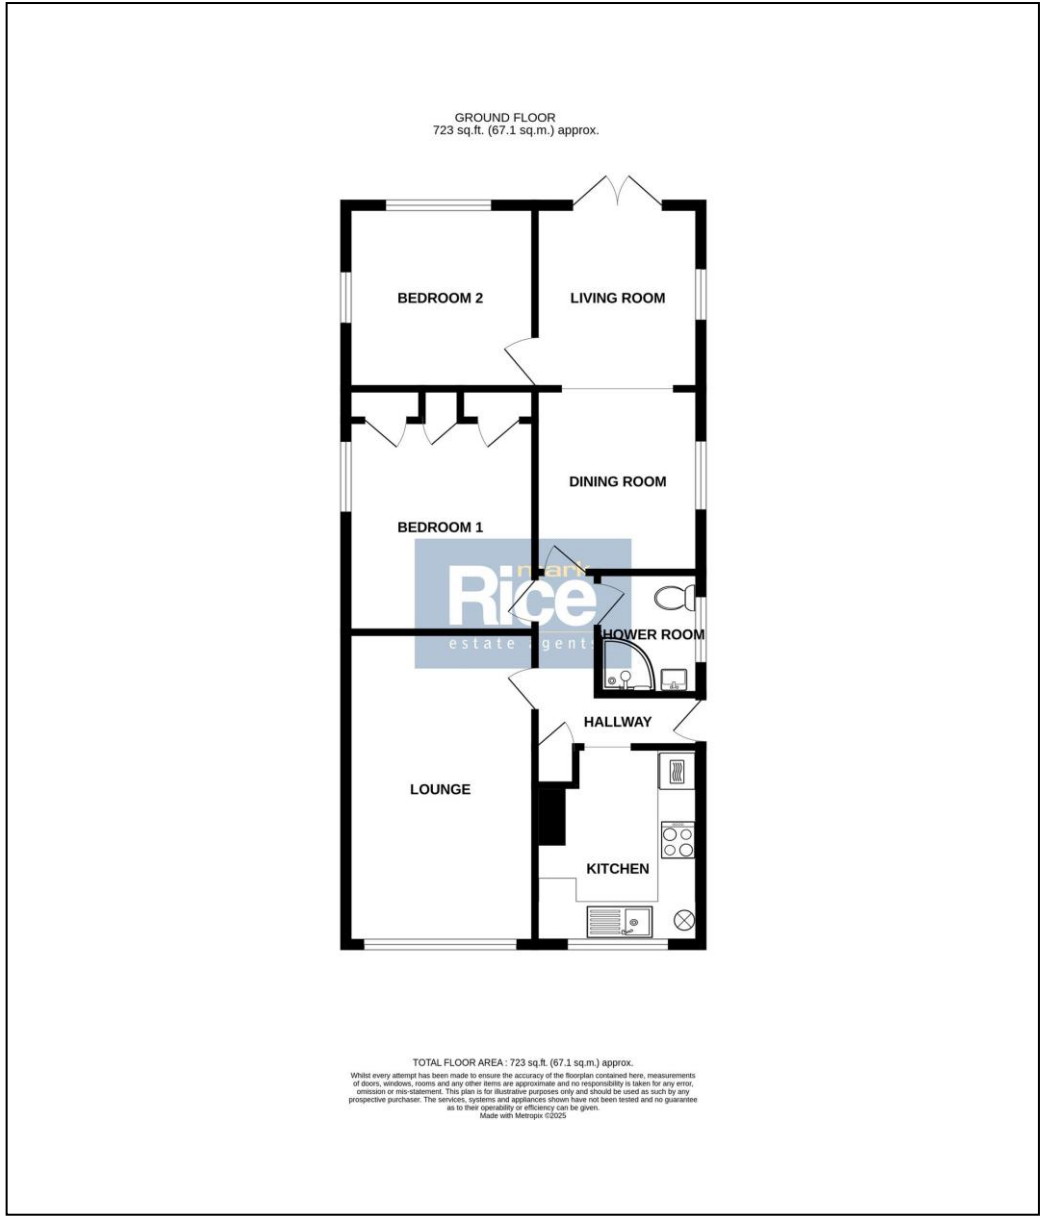 GROUND FLOOR
723 sq.ft. (67.1 sq.m.) approx.
BEDROOM 2
LIVING ROOM
DINING ROOM
BEDROOM 1
mark
Rice
estate agents
SHOWER ROOM
HALLWAY
LOUNGE
KITCHEN
TOTAL FLOOR AREA : 723 sq.ft. (67.1 sq.m.) approx.
Whilst every attempt has been made to ensure the accuracy of the floorplan contained here, measurements
of doors, windows, rooms and any other items are approximate and no responsibility is taken for any error,
omission or mis-statement. This plan is for illustrative purposes only and should be used as such by any
prospective purchaser. The services, systems and appliances shown have not been tested and no guarantee
as to their operability or efficiency can be given.
Made with Metropix ©2025